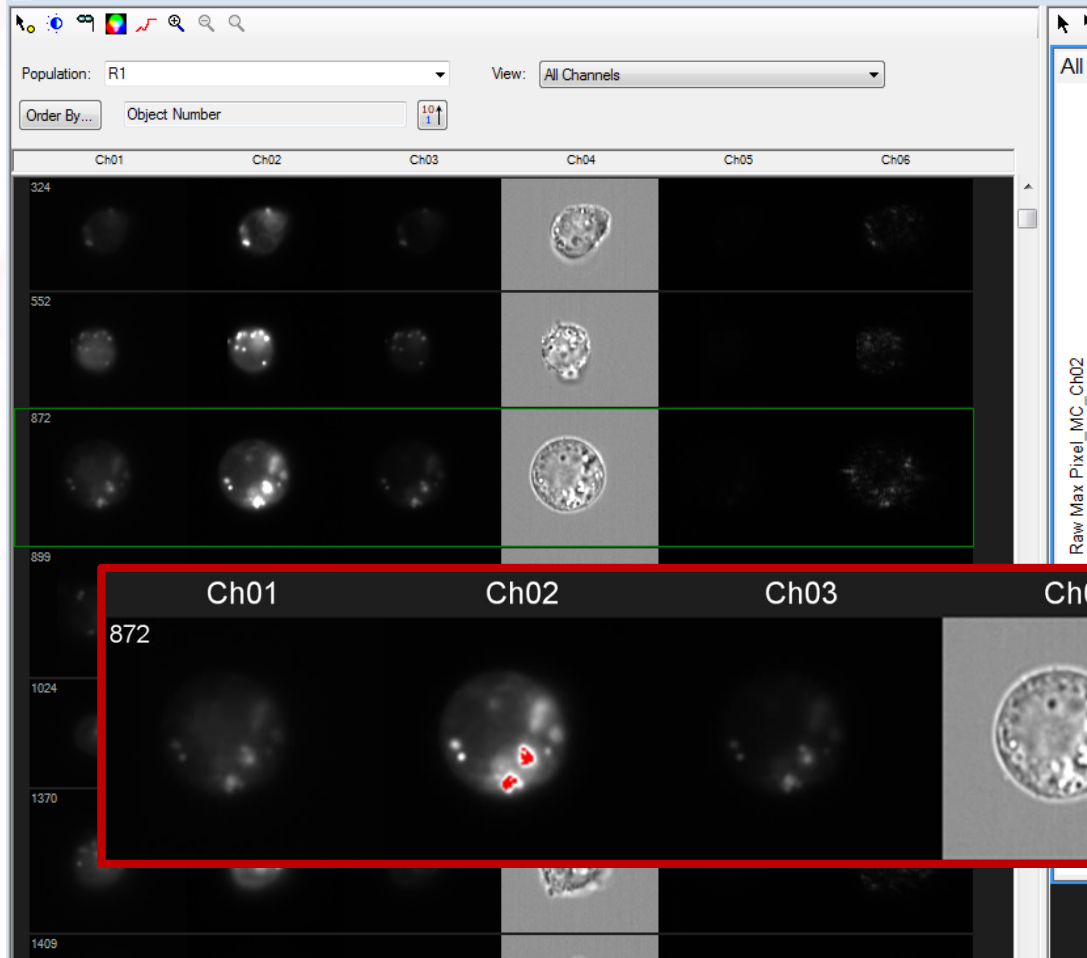 Population: R1 View: All Channels
All
Order By... Object Number 10 1
Ch01 Ch02 Ch03 Ch04 Ch05 Ch06
324
552
Raw Max Pixel_MC_Ch02
872
899
Ch01 Ch02 Ch03
872
1024
1370
1409